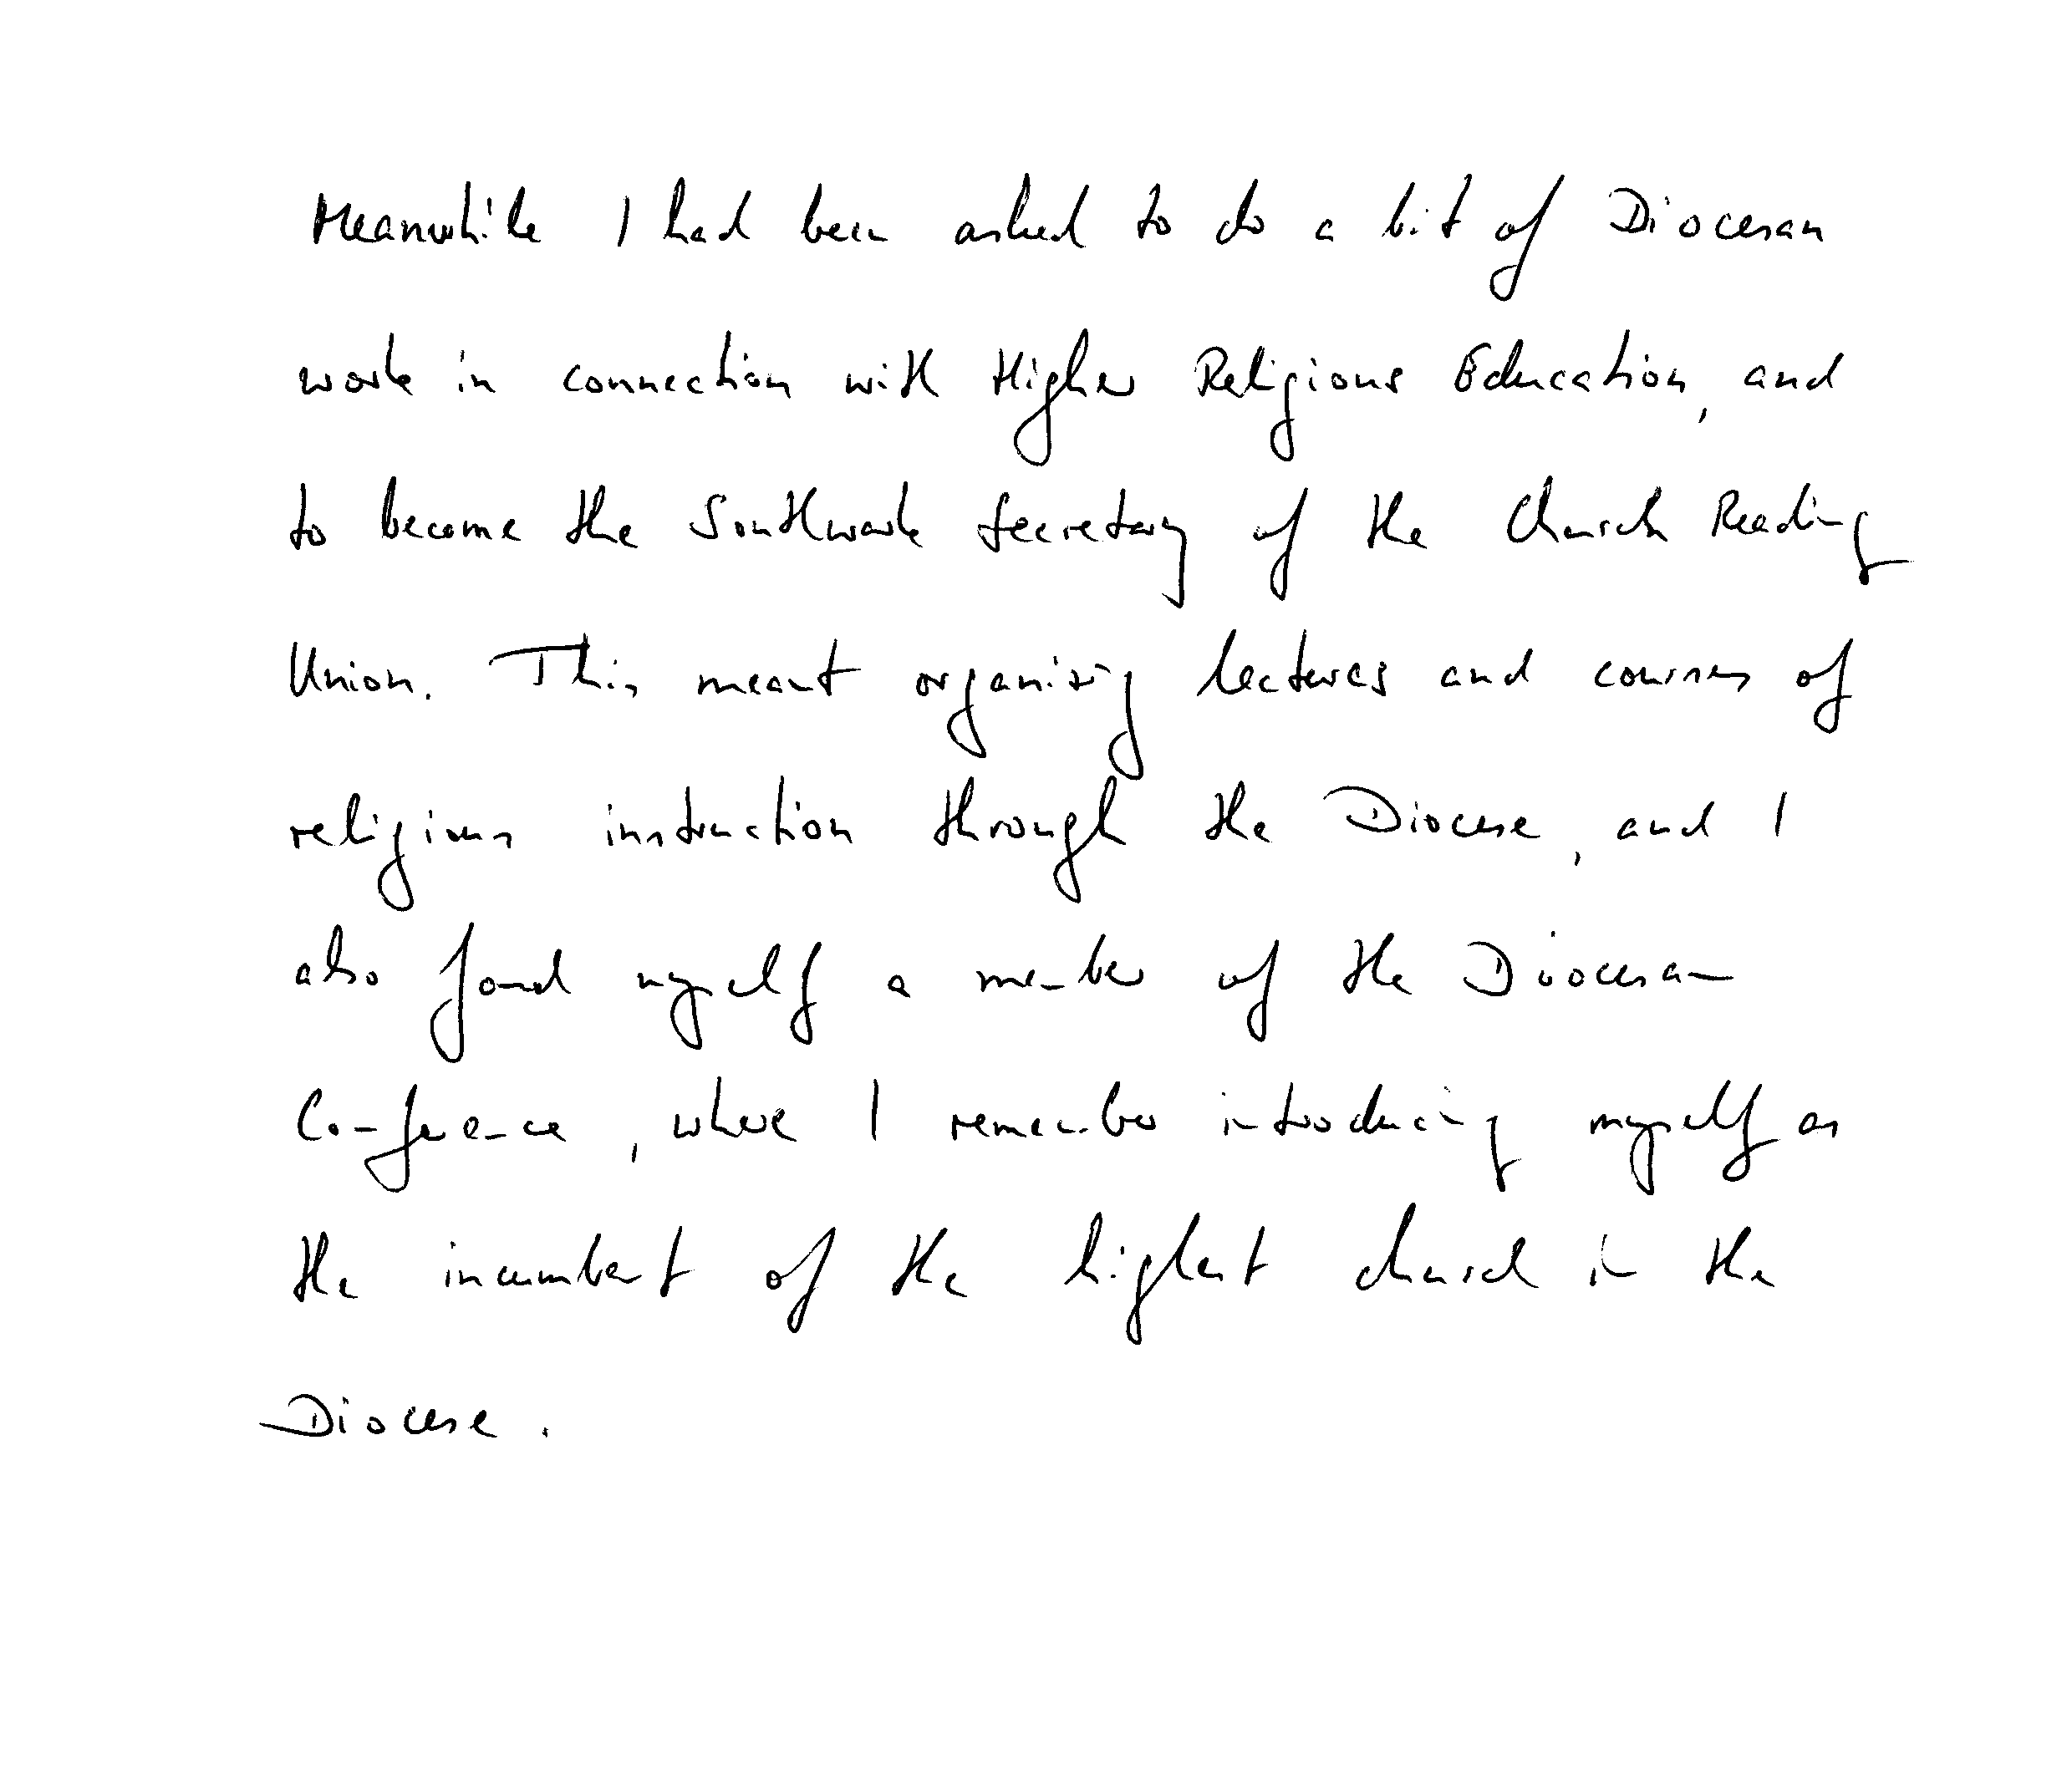 Meanwhile I had been asked to do a bit of Diocesan
work in connection with Higher Religious Education, and
to become the Southwark Secretary of the Church Reading
Union. This meant organising lectures and courses of
religious instruction through the Diocese, and I
also found myself a member of the Diocesan
Conference, where I remember introducing myself as
the incumbent of the highest church in the
Diocese.